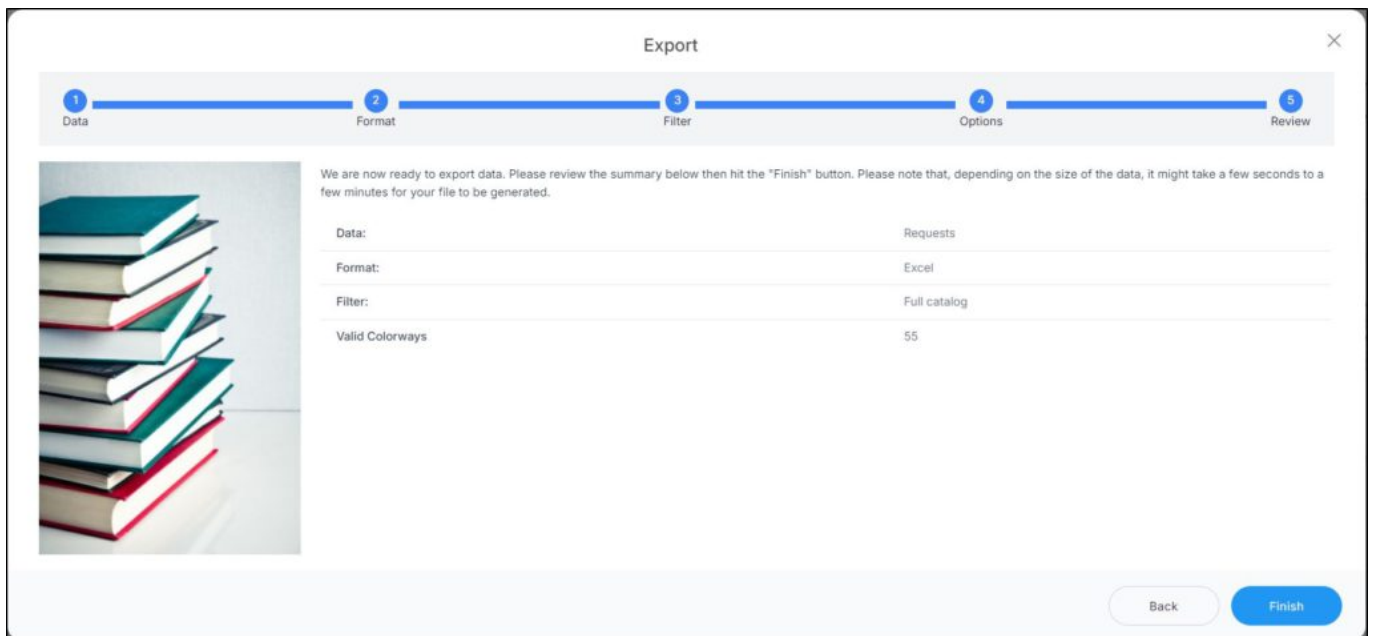 Export
1
2
3
4
5
Data
Format
Filter
Options
Review
We are now ready to export data. Please review the summary below then hit the "Finish" button. Please note that, depending on the size of the data, it might take a few seconds to a
few minutes for your file to be generated.
Data: Requests
Format: Excel
Filter: Full catalog
Valid Colorways 55
Back
Finish